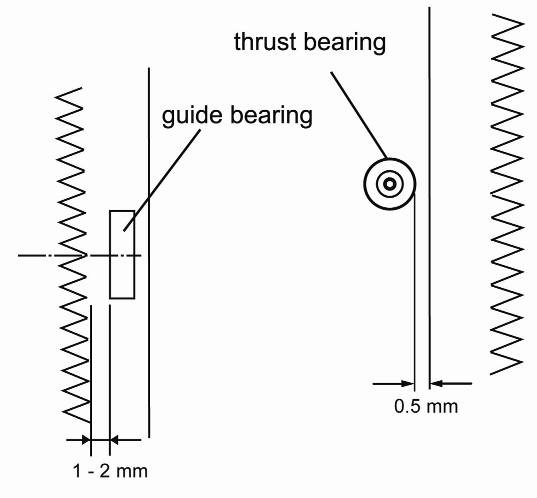 thrust bearing
guide bearing
0.5 mm
1 - 2 mm